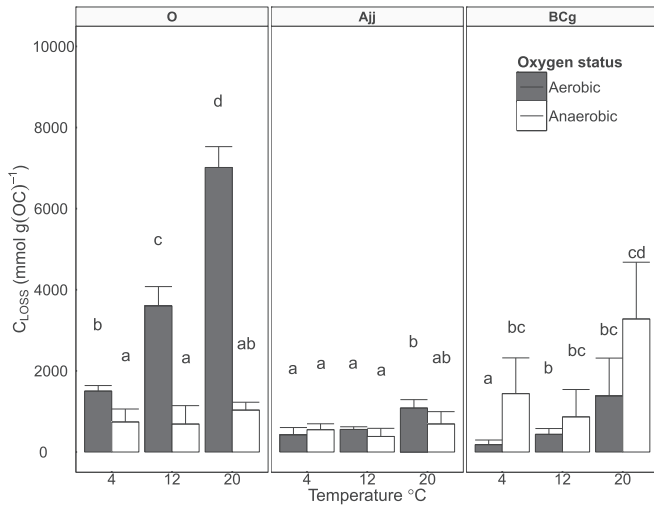 O Ajj BCg
10000
8000
6000
4000
2000
0
C_LOSS (mmol g(OC)⁻¹)
Oxygen status
Aerobic
Anaerobic
b a c a d ab
a a a a b ab
a bc b bc bc cd
4 12 20 4 12 20 4 12 20
Temperature °C